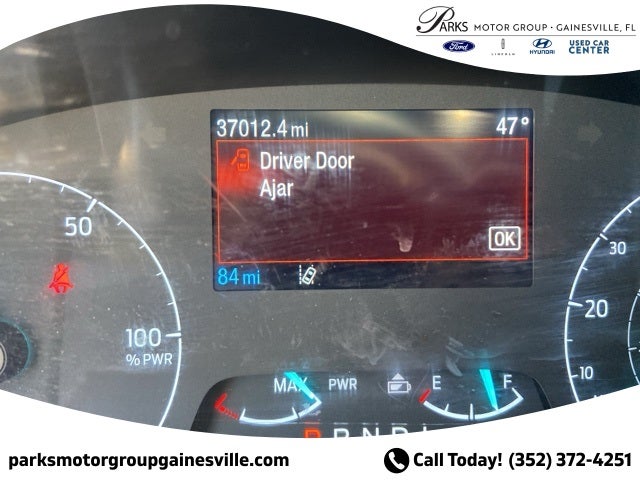 Parks MOTOR GROUP · GAINESVILLE, FL
Ford LINCOLN HYUNDAI USED CAR CENTER
37012.4 mi 47°
Driver Door
Ajar
OK
84 mi
50
100
% PWR
30
20
10
MAX PWR E F
P R N D L
parksmotorgroupgainesville.com Call Today! (352) 372-4251